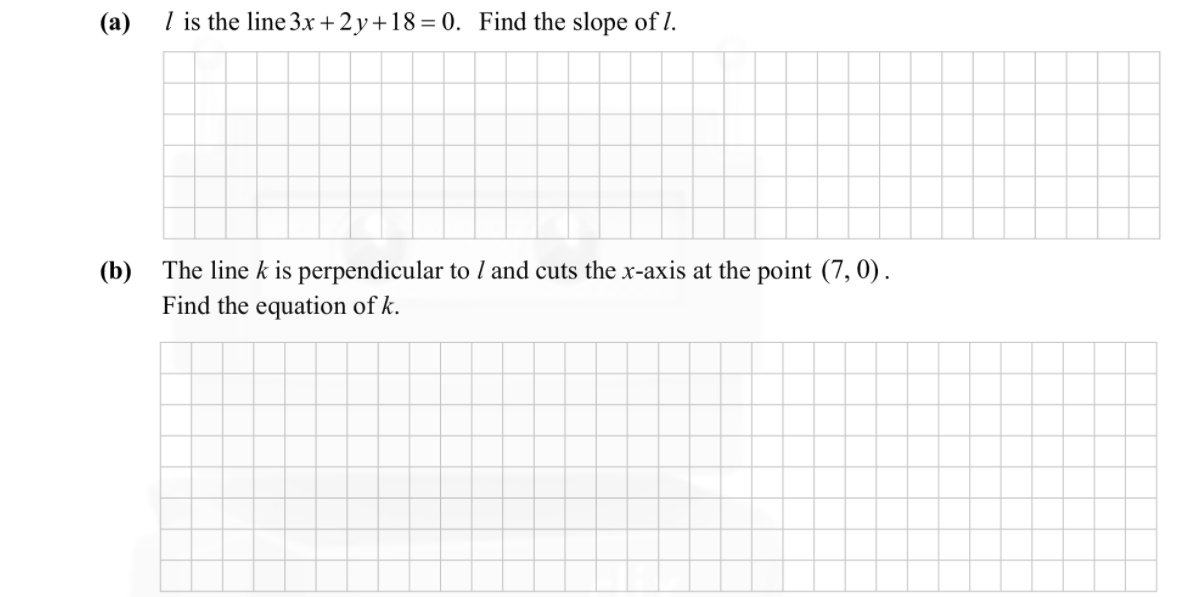 (a) l is the line 3x + 2y + 18 = 0. Find the slope of l.
(b) The line k is perpendicular to l and cuts the x-axis at the point (7, 0).
Find the equation of k.